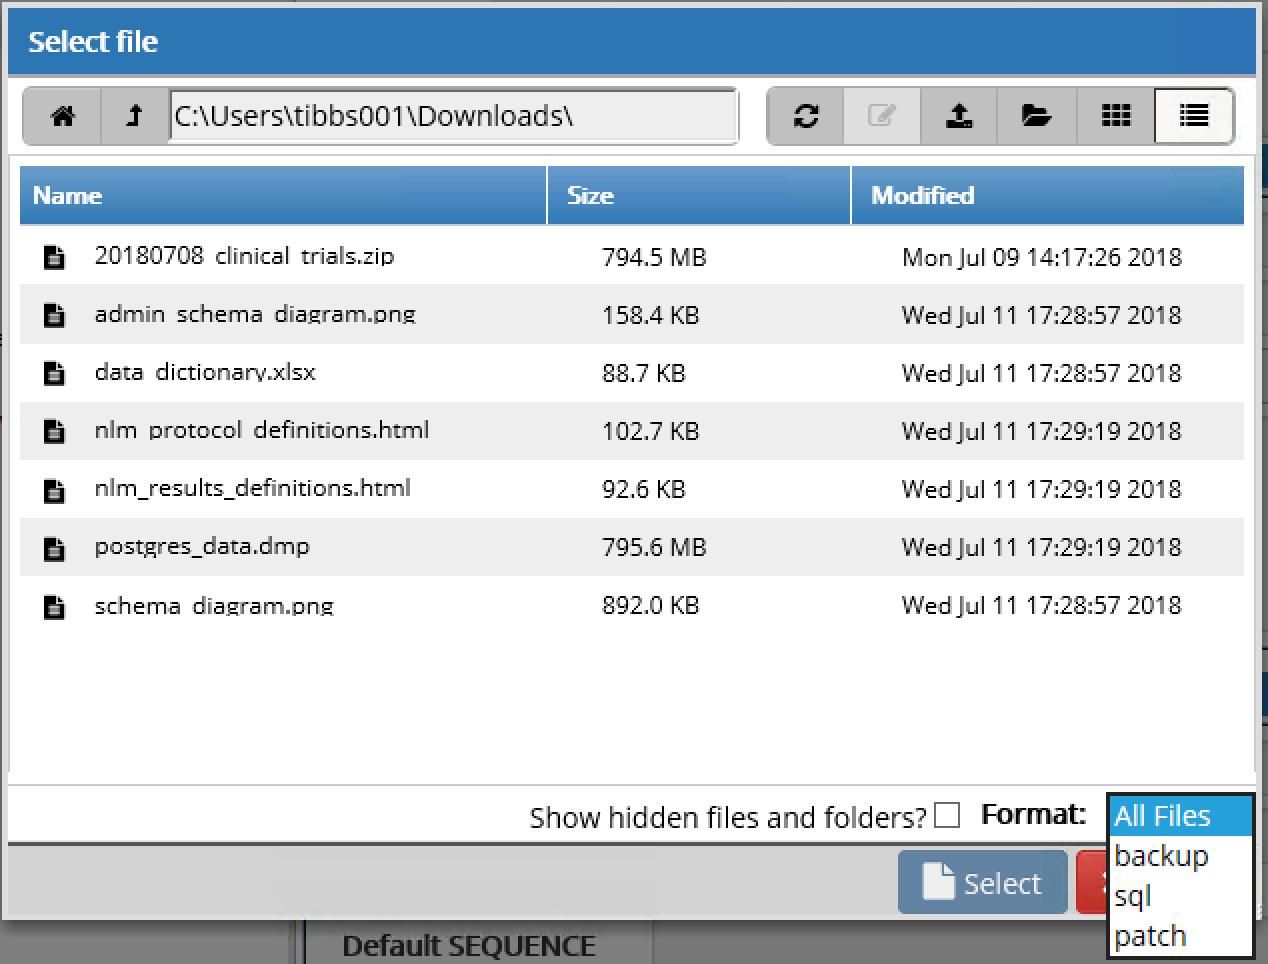 Select file
C:\Users\tibbs001\Downloads\
Name Size Modified
20180708_clinical_trials.zip 794.5 MB Mon Jul 09 14:17:26 2018
admin_schema_diagram.png 158.4 KB Wed Jul 11 17:28:57 2018
data_dictionary.xlsx 88.7 KB Wed Jul 11 17:28:57 2018
nlm_protocol_definitions.html 102.7 KB Wed Jul 11 17:29:19 2018
nlm_results_definitions.html 92.6 KB Wed Jul 11 17:29:19 2018
postgres_data.dmp 795.6 MB Wed Jul 11 17:29:19 2018
schema_diagram.png 892.0 KB Wed Jul 11 17:28:57 2018
Show hidden files and folders? Format: All Files
backup
Select
sql
patch
Default SEQUENCE